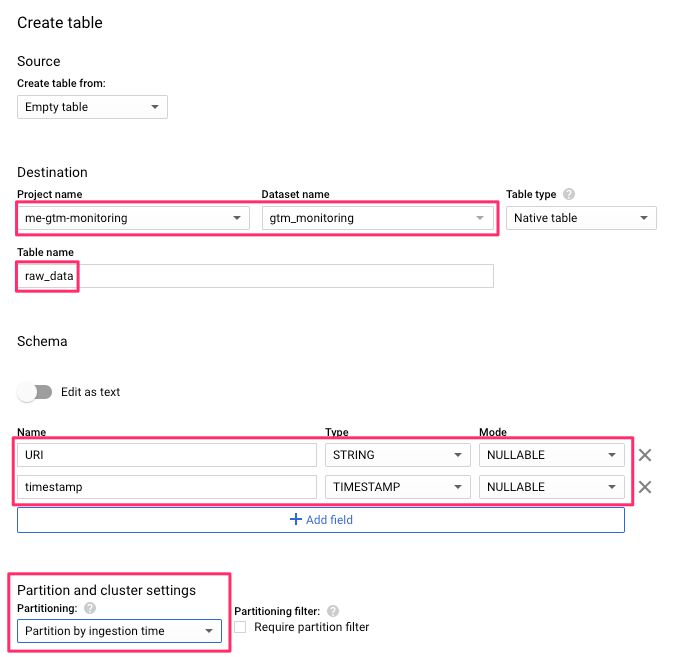 Create table
Source
Create table from:
Empty table
Destination
Project name Dataset name Table type ?
me-gtm-monitoring gtm_monitoring Native table
Table name
raw_data
Schema
Edit as text
Name Type Mode
URI STRING NULLABLE
timestamp TIMESTAMP NULLABLE
+ Add field
Partition and cluster settings
Partitioning: ? Partitioning filter: ?
Partition by ingestion time Require partition filter